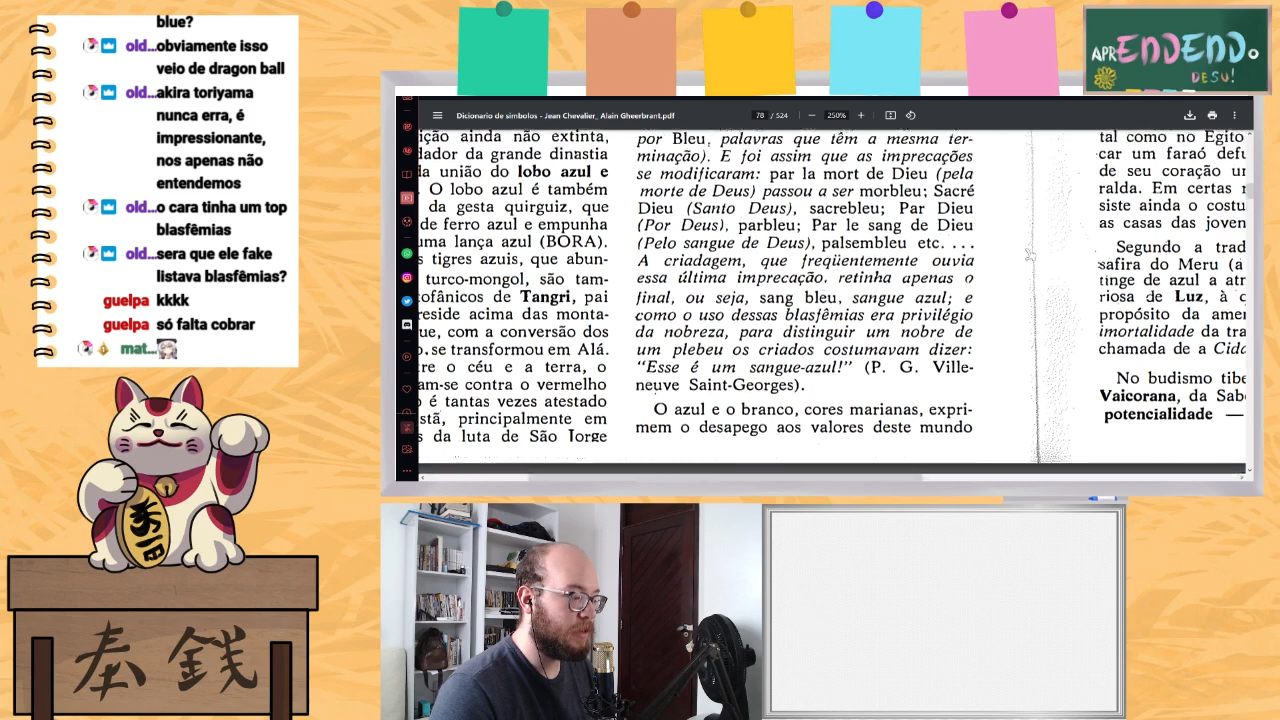 blue?
old...obviamente isso
veio de dragon ball
old...akira toriyama
nunca erra, é
impressionante,
nos apenas não
entendemos
old...o cara tinha um top
blasfêmias
old...sera que ele fake
listava blasfêmias?
guelpa kkkk
guelpa só falta cobrar
mat...
奉銭
APRENDENDO
DESU!
Dicionario de simbolos - Jean Chevalier_ Alain Gheerbrant.pdf
78 / 524
250%
ição ainda não extinta,
lador da grande dinastia
la união do lobo azul e
. O lobo azul é também
da gesta quirguiz, que
de ferro azul e empunha
uma lança azul (BORA).
s tigres azuis, que abun-
turco-mongol, são tam-
ofânicos de Tangri, pai
reside acima das monta-
ue, com a conversão dos
o, se transformou em Alá.
re o céu e a terra, o
am-se contra o vermelho
é tantas vezes atestado
stã, principalmente em
s da luta de São Jorge
por Bleu, palavras que têm a mesma ter-
minação). E foi assim que as imprecações
se modificaram: par la mort de Dieu (pela
morte de Deus) passou a ser morbleu; Sacré
Dieu (Santo Deus), sacrebleu; Par Dieu
(Por Deus), parbleu; Par le sang de Dieu
(Pelo sangue de Deus), palsembleu etc. ...
A criadagem, que freqüentemente ouvia
essa última imprecação, retinha apenas o
final, ou seja, sang bleu, sangue azul; e
como o uso dessas blasfêmias era privilégio
da nobreza, para distinguir um nobre de
um plebeu os criados costumavam dizer:
"Esse é um sangue-azul!" (P. G. Ville-
neuve Saint-Georges).
O azul e o branco, cores marianas, expri-
mem o desapego aos valores deste mundo
tal como no Egito
car um faraó defu
de seu coração ur
ralda. Em certas r
siste ainda o costu
as casas das joven
Segundo a trad
safira do Meru (a
tinge de azul a atr
riosa de Luz, à c
propósito da amer
imortalidade da tra
chamada de a Cida
No budismo tibe
Vaicorana, da Sab
potencialidade —